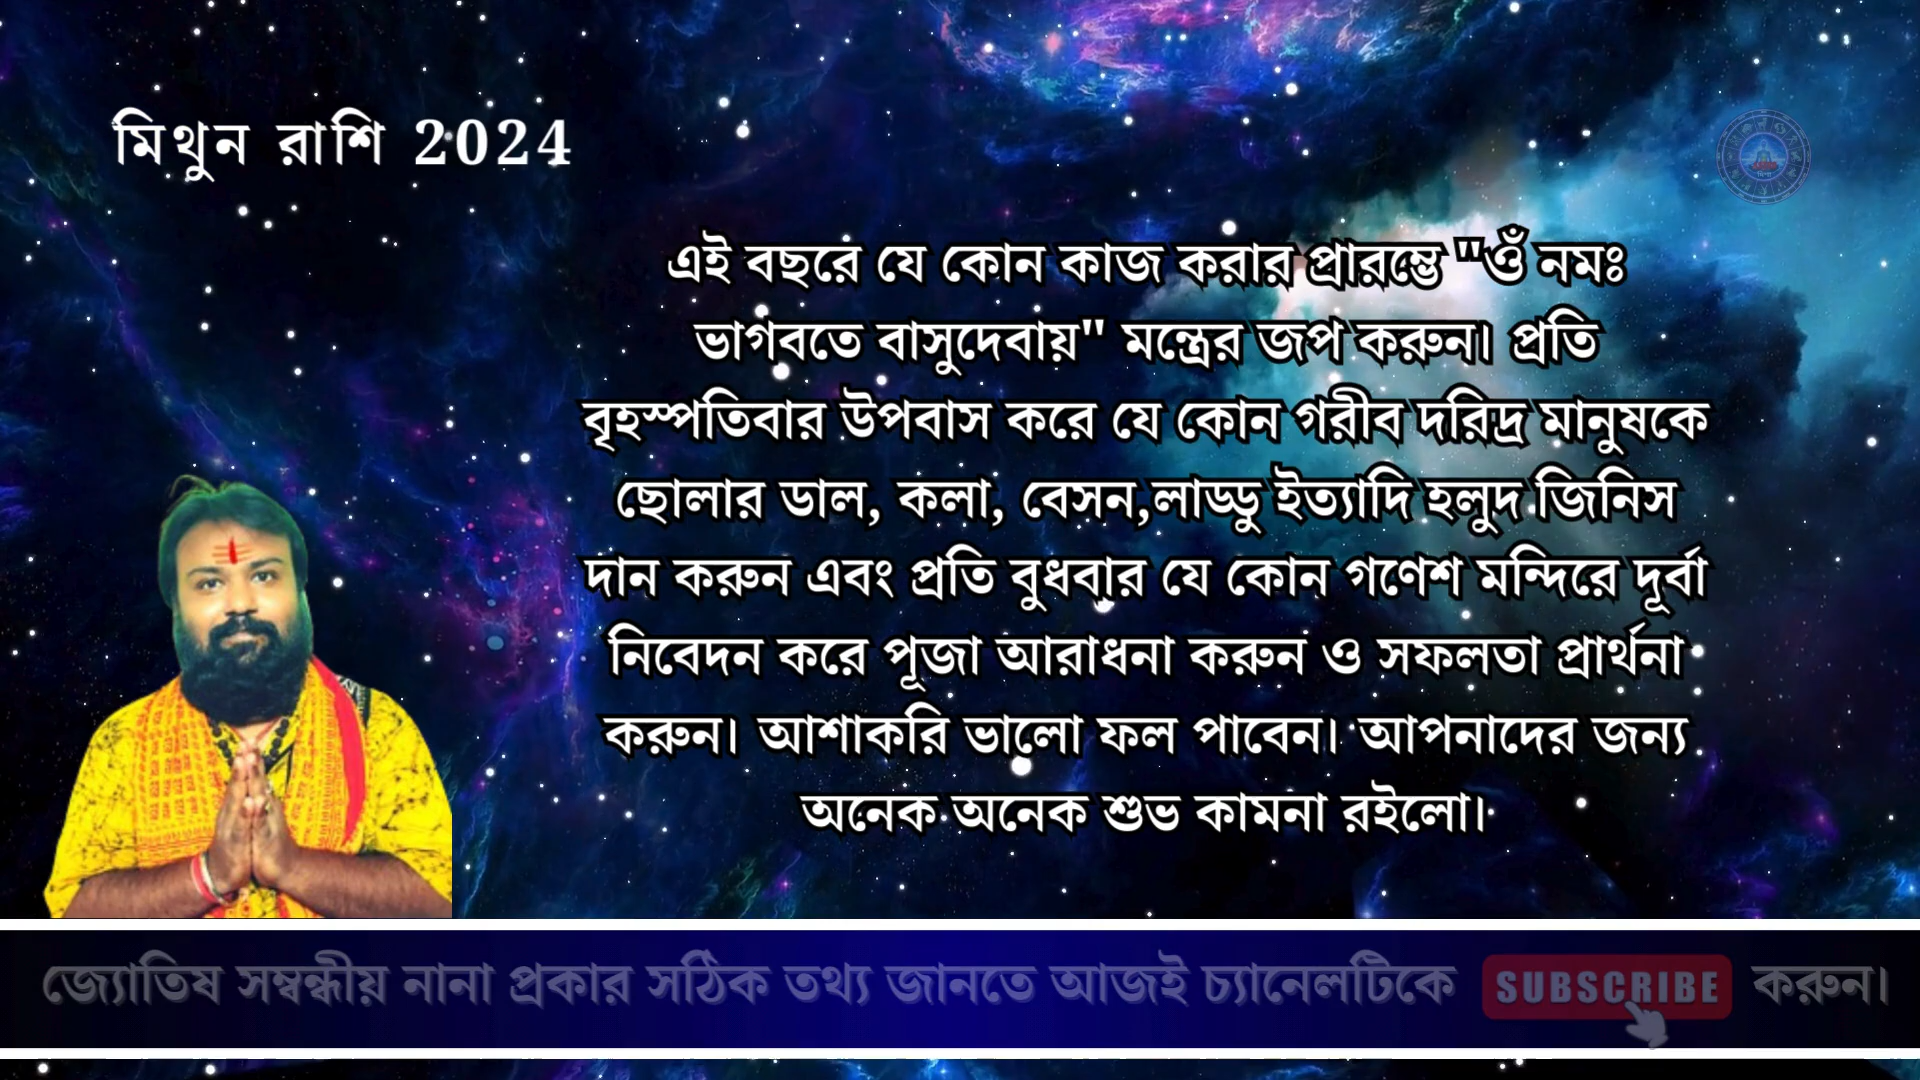 মিথুন রাশি 2024
এই বছরে যে কোন কাজ করার প্রারম্ভে "ওঁ নমঃ
ভাগবতে বাসুদেবায়" মন্ত্রের জপ করুন। প্রতি
বৃহস্পতিবার উপবাস করে যে কোন গরীব দরিদ্র মানুষকে
ছোলার ডাল, কলা, বেসন,লাড্ডু ইত্যাদি হলুদ জিনিস
দান করুন এবং প্রতি বুধবার যে কোন গণেশ মন্দিরে দূর্বা
নিবেদন করে পূজা আরাধনা করুন ও সফলতা প্রার্থনা
করুন। আশাকরি ভালো ফল পাবেন। আপনাদের জন্য
অনেক অনেক শুভ কামনা রইলো।
জ্যোতিষ সম্বন্ধীয় নানা প্রকার সঠিক তথ্য জানতে আজই চ্যানেলটিকে SUBSCRIBE করুন।